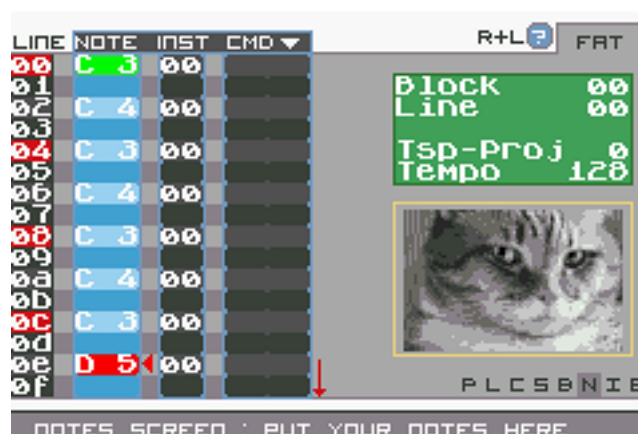 LINE NOTE INST CMD R+L ? FAT
00 C 3 00
01
02 C 4 00
03
04 C 3 00
05
06 C 4 00
07
08 C 3 00
09
0a C 4 00
0b
0C C 3 00
0d
0e D 5 00
0f
Block 00
Line 00
Tsp-Proj 0
Tempo 128
P L C S B N I E
NOTES SCREEN : PUT YOUR NOTES HERE